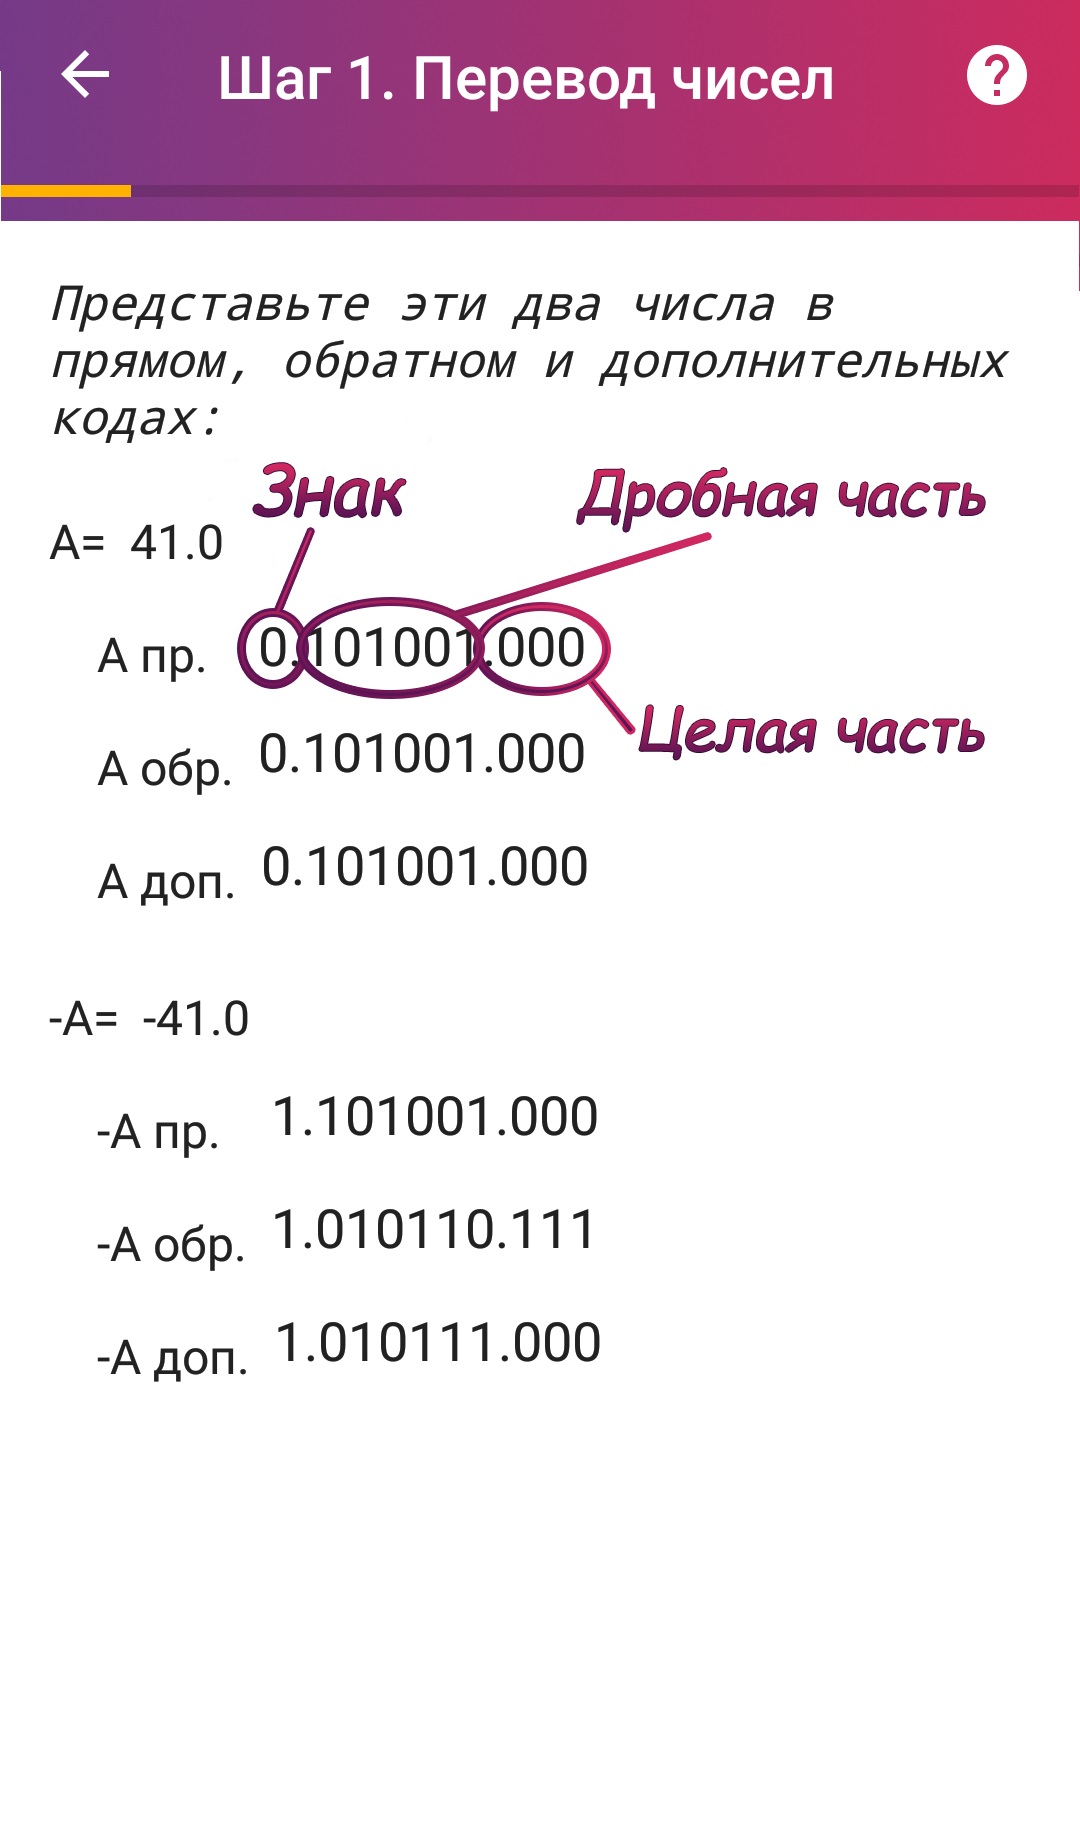 Шаг 1. Перевод чисел
?
Представьте эти два числа в
прямом, обратном и дополнительных
кодах:
Знак
Дробная часть
A= 41.0
А пр. 0.101001.000
Целая часть
А обр. 0.101001.000
А доп. 0.101001.000
-A= -41.0
-А пр. 1.101001.000
-А обр. 1.010110.111
-А доп. 1.010111.000